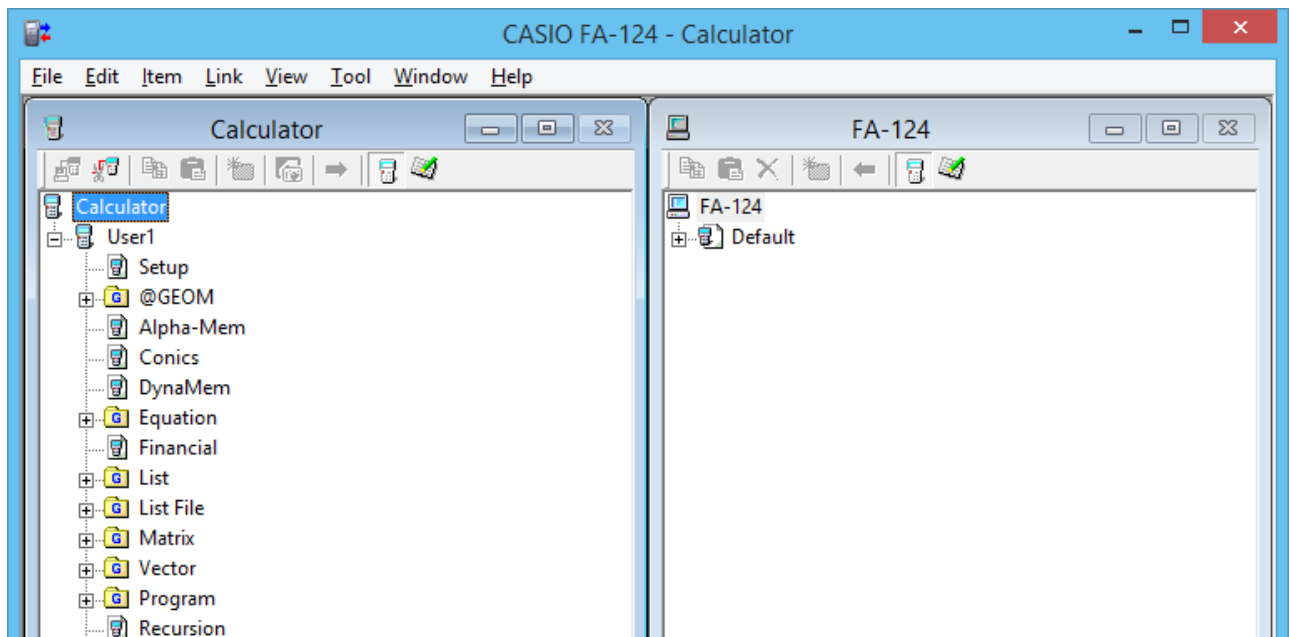 CASIO FA-124 - Calculator
File Edit Item Link View Tool Window Help
Calculator
Calculator
User1
Setup
@GEOM
Alpha-Mem
Conics
DynaMem
Equation
Financial
List
List File
Matrix
Vector
Program
Recursion
FA-124
FA-124
Default